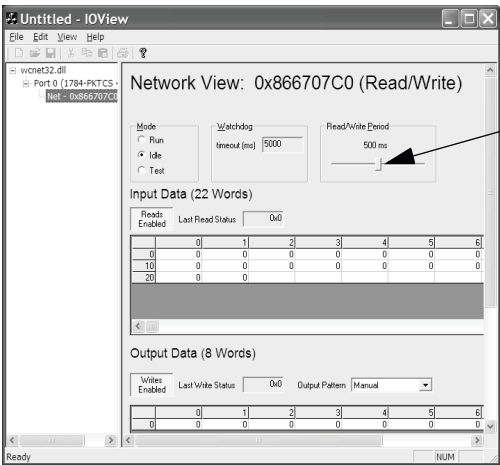 Untitled - IOView
File Edit View Help
wcnet32.dll
Port 0 (1784-PKTCS
Net - 0x866707C0
Network View: 0x866707C0 (Read/Write)
Mode
Run
Idle
Test
Watchdog
timeout (ms) 5000
Read/Write Period
500 ms
Input Data (22 Words)
Reads Enabled
Last Read Status 0x0
0 1 2 3 4 5 6
0 0 0 0 0 0 0 0
10 0 0 0 0 0 0 0
20 0 0
Output Data (8 Words)
Writes Enabled
Last Write Status 0x0 Output Pattern Manual
0 1 2 3 4 5 6
0 0 0 0 0 0 0 0
Ready NUM